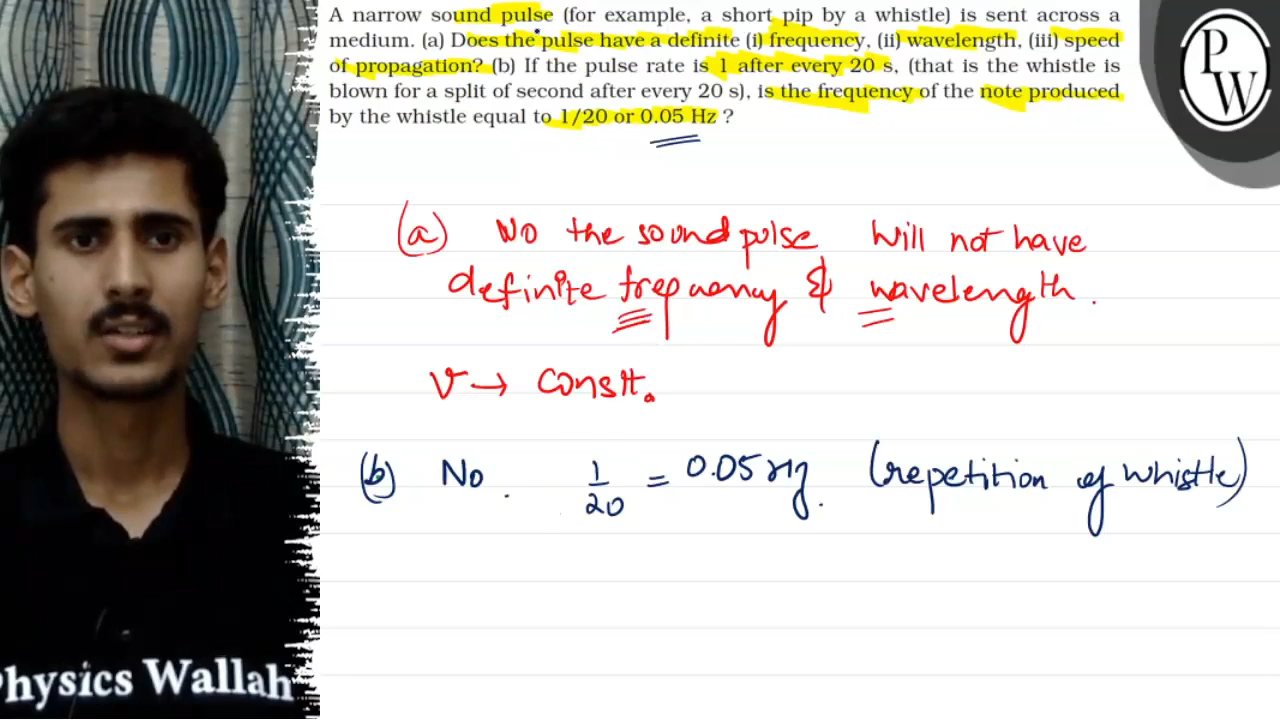 A narrow sound pulse (for example, a short pip by a whistle) is sent across a
medium. (a) Does the pulse have a definite (i) frequency, (ii) wavelength, (iii) speed
of propagation? (b) If the pulse rate is 1 after every 20 s, (that is the whistle is
blown for a split of second after every 20 s), is the frequency of the note produced
by the whistle equal to 1/20 or 0.05 Hz ?
P
W
(a) No the sound pulse will not have
definite frequency & wavelength.
v → constt.
(b) No. 1/20 = 0.05 Hz. (repetition of whistle)
Physics Wallah